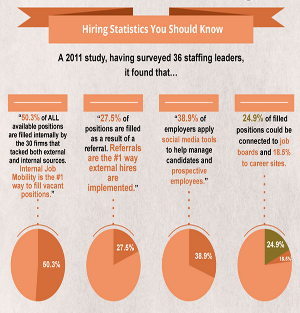 Hiring Statistics You Should Know
A 2011 study, having surveyed 36 staffing leaders,
it found that...
"50.3% of ALL
available positions
are filled internally by
the 30 firms that
tacked both external
and internal sources.
Internal Job
Mobility is the #1
way to fill vacant
positions."
"27.5% of
positions are filled
as a result of a
referral. Referrals
are the #1 way
external hires
are
implemented."
"38.9% of
employers apply
social media tools
to help manage
candidates and
prospective
employees."
24.9% of filled
positions could be
connected to job
boards and 18.5%
to career sites.
50.3%
27.5%
38.9%
24.9%